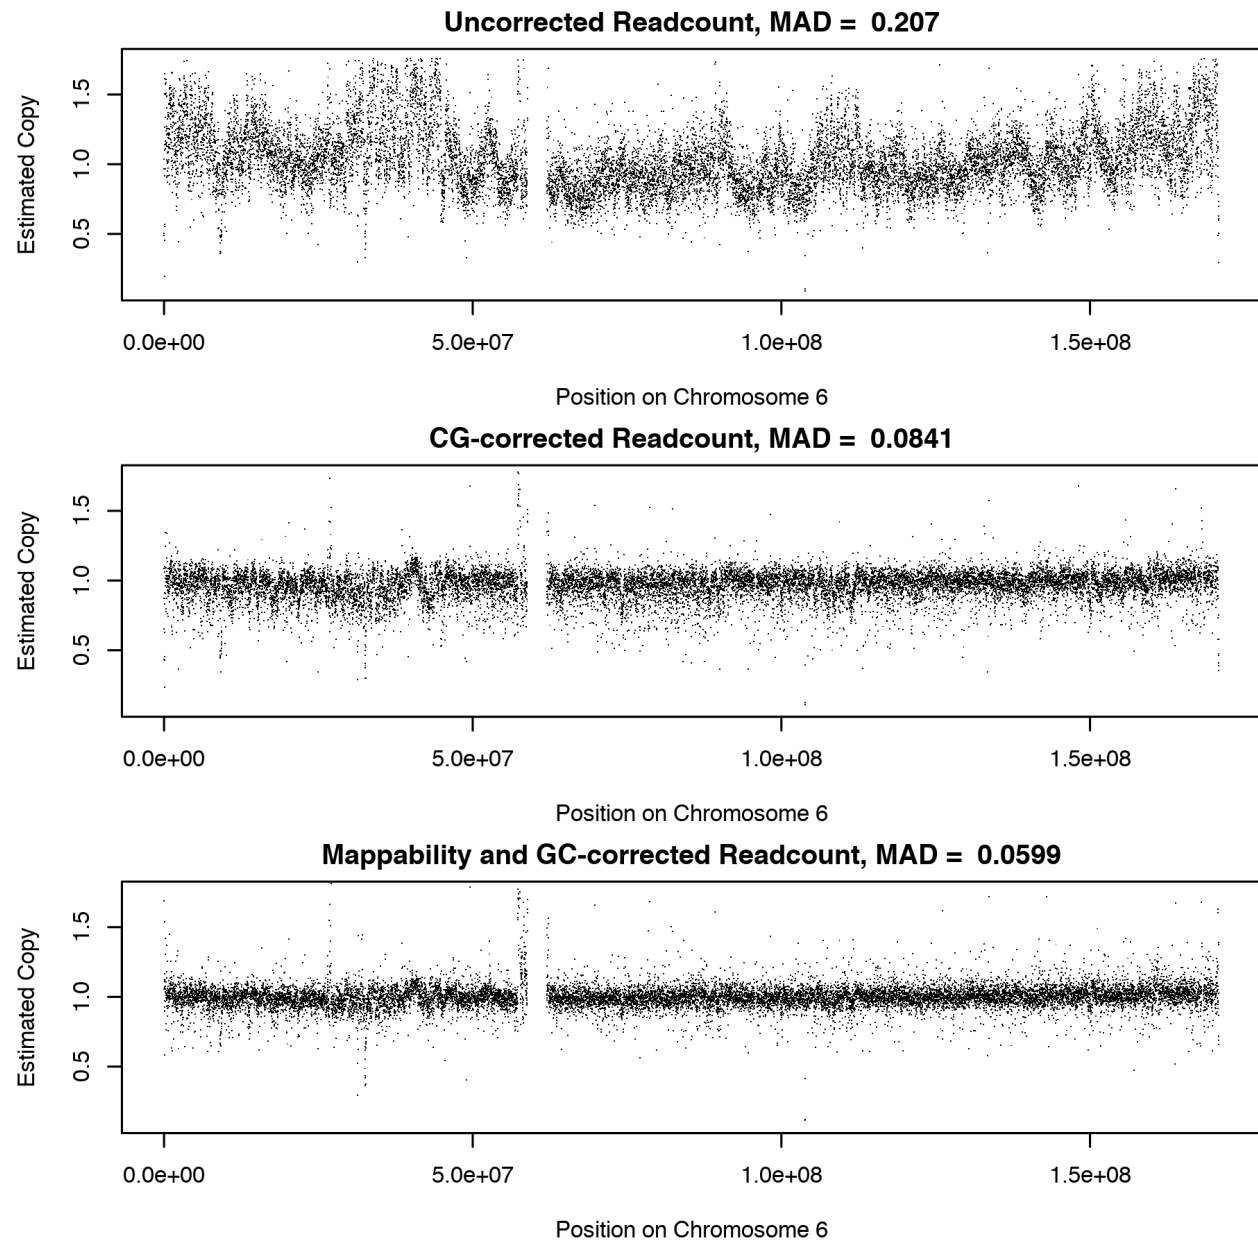 Uncorrected Readcount, MAD =  0.207
Estimated Copy
1.5
1.0
0.5
0.0e+00 5.0e+07 1.0e+08 1.5e+08
Position on Chromosome 6
CG-corrected Readcount, MAD =  0.0841
Estimated Copy
1.5
1.0
0.5
0.0e+00 5.0e+07 1.0e+08 1.5e+08
Position on Chromosome 6
Mappability and GC-corrected Readcount, MAD =  0.0599
Estimated Copy
1.5
1.0
0.5
0.0e+00 5.0e+07 1.0e+08 1.5e+08
Position on Chromosome 6